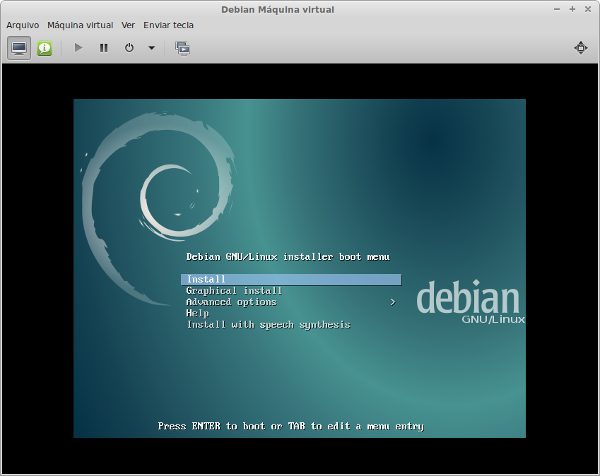 Debian Máquina virtual
Arquivo Máquina virtual Ver Enviar tecla
Debian GNU/Linux installer boot menu
Install
Graphical install
Advanced options >
Help
Install with speech synthesis
debian
GNU/Linux
Press ENTER to boot or TAB to edit a menu entry